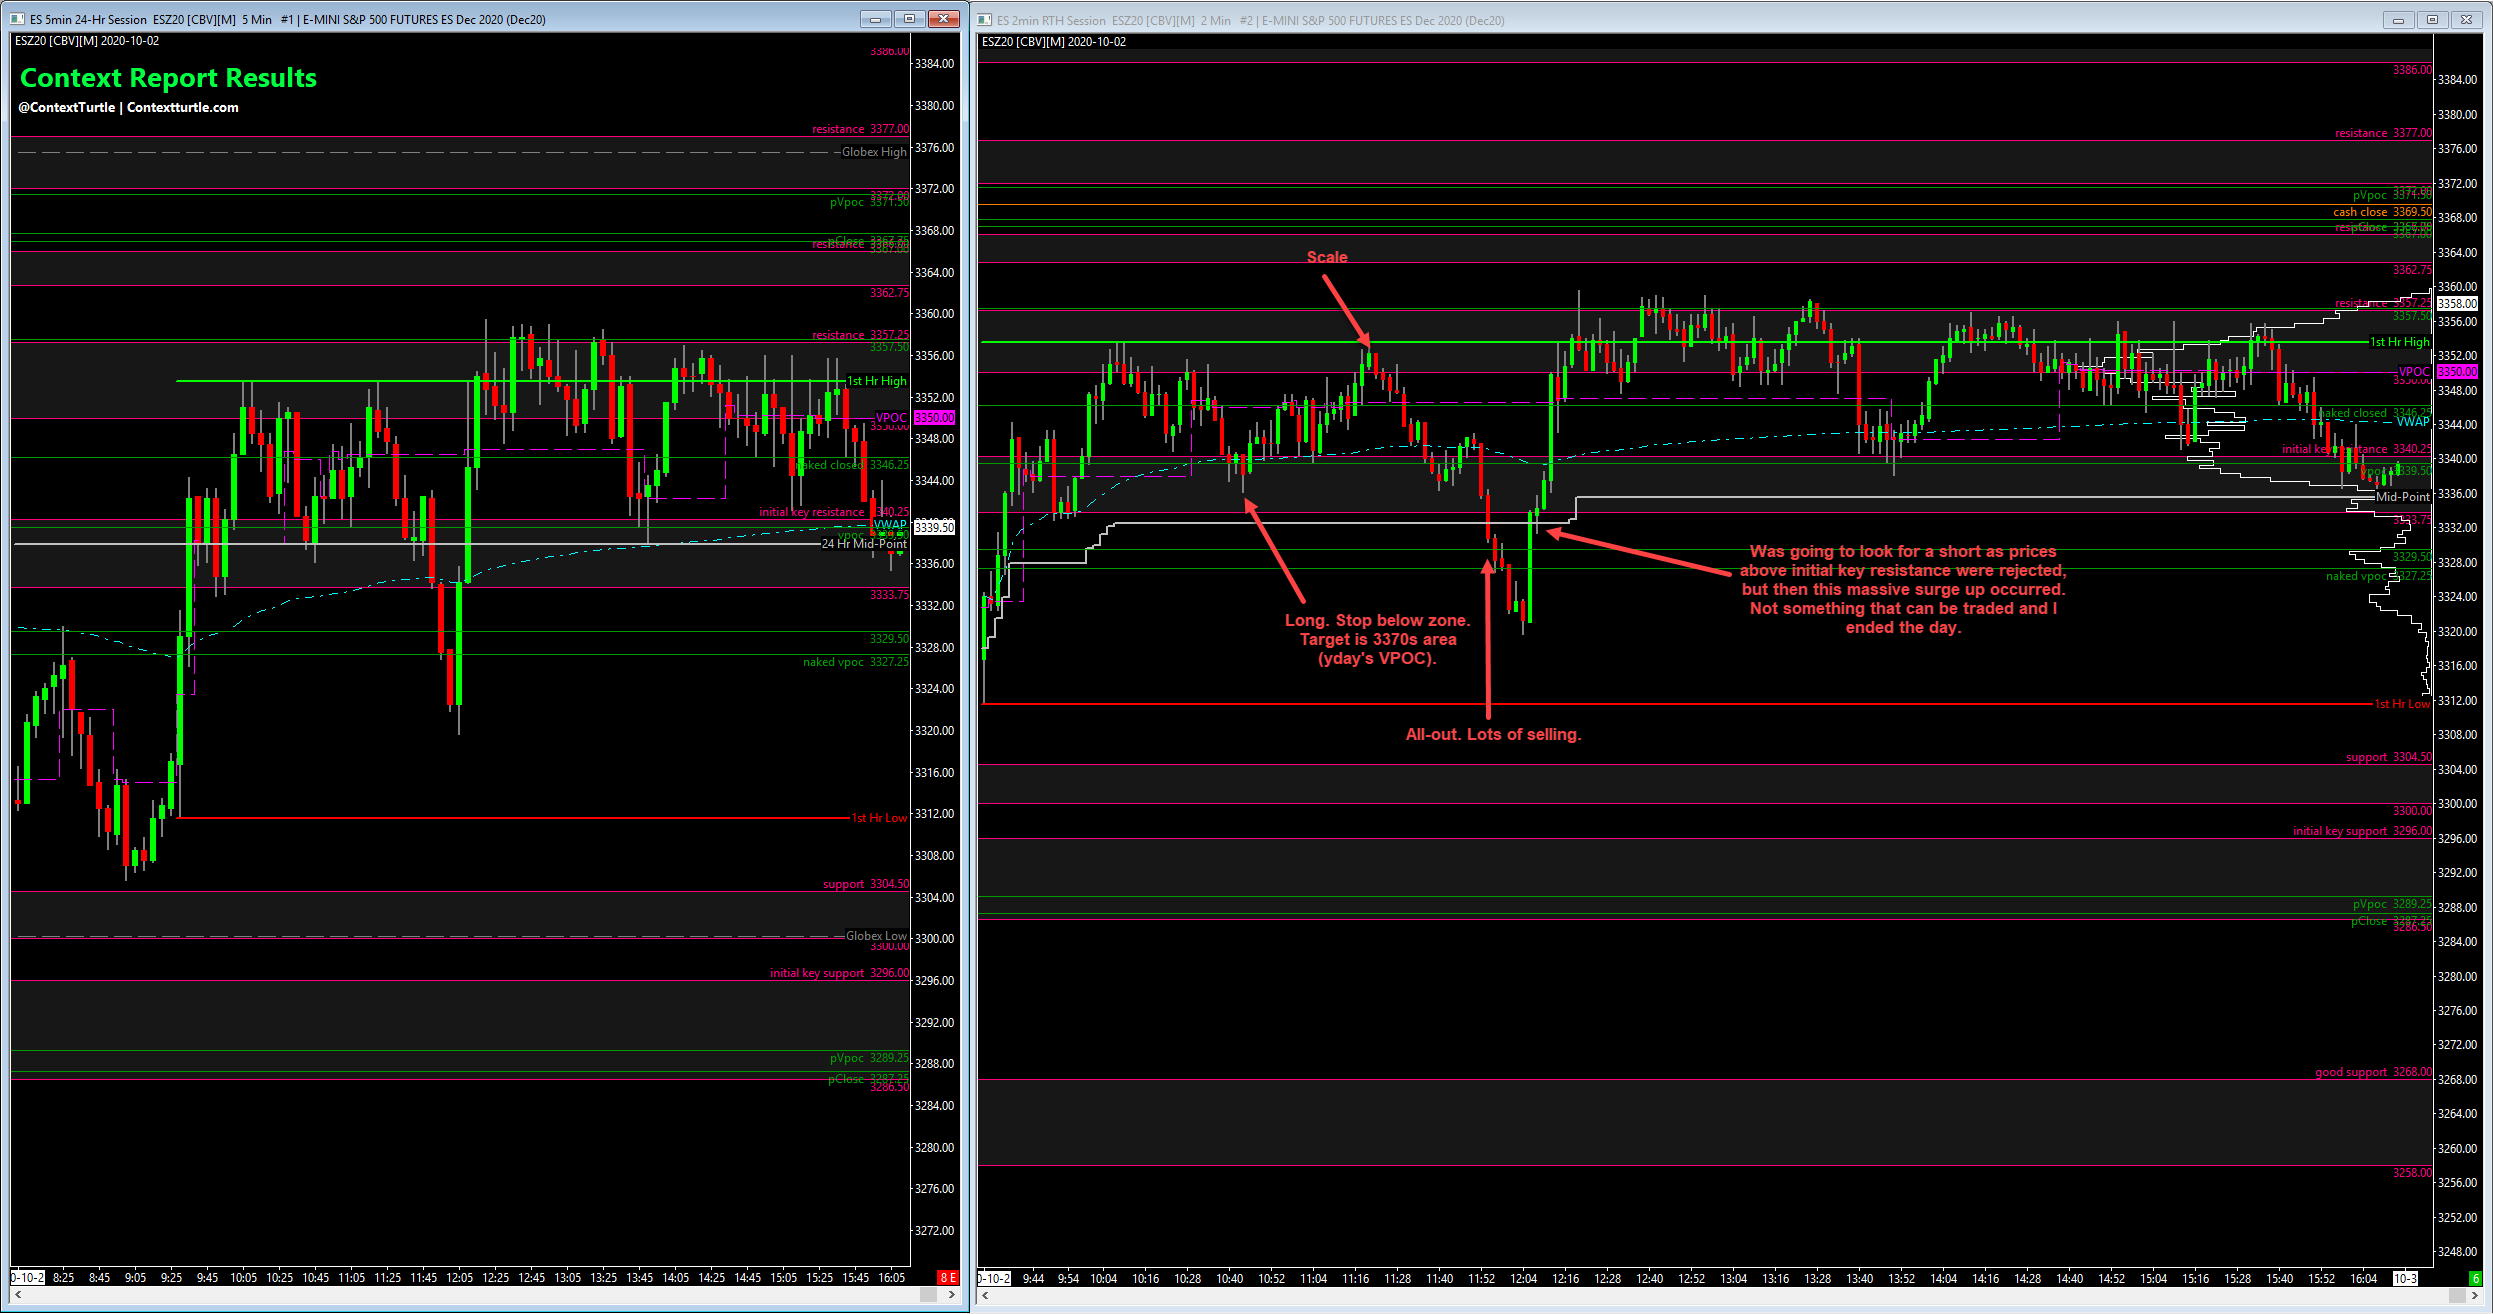 ES 5min 24-Hr Session ESZ20 [CBV][M] 5 Min #1 | E-MINI S&P 500 FUTURES ES Dec 2020 (Dec20)
ESZ20 [CBV][M] 2020-10-02
Context Report Results
@ContextTurtle | Contextturtle.com
3386.00
resistance 3377.00
Globex High
pVpoc 3371.50
3362.75
resistance 3357.25
3357.50
1st Hr High
VPOC 3350.00
naked closed 3346.25
initial key resistance 3340.25
VWAP
3339.50
24 Hr Mid-Point
3333.75
3329.50
naked vpoc 3327.25
1st Hr Low
support 3304.50
Globex Low
3300.00
initial key support 3296.00
pVpoc 3289.25
pClose 3287.25
3286.50
3384.00
3380.00
3376.00
3372.00
3368.00
3364.00
3360.00
3356.00
3352.00
3348.00
3344.00
3336.00
3332.00
3328.00
3324.00
3320.00
3316.00
3312.00
3308.00
3304.00
3300.00
3296.00
3292.00
3288.00
3284.00
3280.00
3276.00
3272.00
0-10-2 8:25 8:45 9:05 9:25 9:45 10:05 10:25 10:45 11:05 11:25 11:45 12:05 12:25 12:45 13:05 13:25 13:45 14:05 14:25 14:45 15:05 15:25 15:45 16:05 8 E
ES 2min RTH Session ESZ20 [CBV][M] 2 Min #2 | E-MINI S&P 500 FUTURES ES Dec 2020 (Dec20)
ESZ20 [CBV][M] 2020-10-02
3386.00
resistance 3377.00
pVpoc 3371.50
cash close 3369.50
Scale
3362.75
resistance 3357.25
3357.50
1st Hr High
VPOC 3350.00
naked closed 3346.25
VWAP
3340.25
3339.50
Mid-Point
3333.75
Was going to look for a short as prices
above initial key resistance were rejected,
but then this massive surge up occurred.
Not something that can be traded and I
ended the day.
3329.50
naked vpoc 3327.25
Long. Stop below zone.
Target is 3370s area
(yday's VPOC).
1st Hr Low
All-out. Lots of selling.
support 3304.50
3300.00
initial key support 3296.00
pVpoc 3289.25
pClose 3287.25
3286.50
good support 3268.00
3258.00
3384.00
3380.00
3376.00
3372.00
3368.00
3364.00
3360.00
3358.00
3356.00
3352.00
3348.00
3344.00
3340.00
3336.00
3332.00
3328.00
3324.00
3320.00
3316.00
3312.00
3308.00
3304.00
3300.00
3296.00
3292.00
3288.00
3284.00
3280.00
3276.00
3272.00
3268.00
3264.00
3260.00
3256.00
3252.00
3248.00
0-10-2 9:44 9:54 10:04 10:16 10:28 10:40 10:52 11:04 11:16 11:28 11:40 11:52 12:04 12:16 12:28 12:40 12:52 13:04 13:16 13:28 13:40 13:52 14:04 14:16 14:28 14:40 14:52 15:04 15:16 15:28 15:40 15:52 16:04 10-3 6